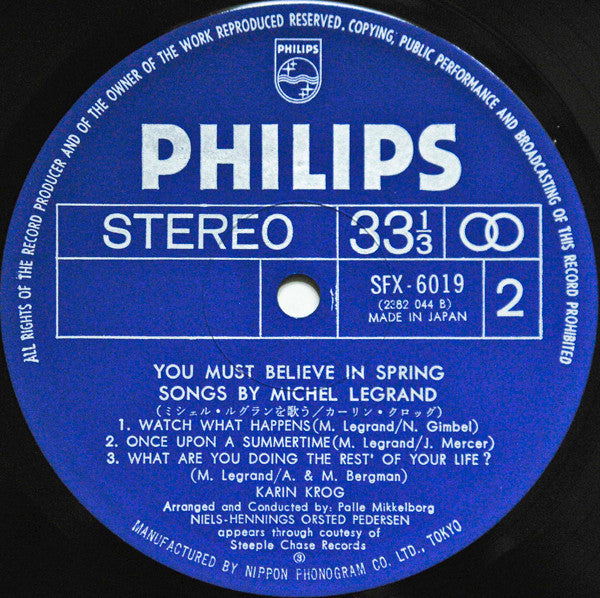 ALL RIGHTS OF THE RECORD PRODUCER AND OF THE OWNER OF THE WORK REPRODUCED RESERVED. COPYING, PUBLIC PERFORMANCE AND BROADCASTING OF THIS RECORD PROHIBITED
PHILIPS
PHILIPS
STEREO 33 1/3
SFX-6019
(2382 044 B)
MADE IN JAPAN
2
YOU MUST BELIEVE IN SPRING
SONGS BY MiCHEL LEGRAND
(ミシェル・ルグランを歌う/カーリン・クロッグ)
1. WATCH WHAT HAPPENS(M. Legrand/N. Gimbel)
2. ONCE UPON A SUMMERTIME(M. Legrand/J. Mercer)
3. WHAT ARE YOU DOING THE REST' OF YOUR LIFE?
(M. Legrand/A. & M. Bergman)
KARIN KROG
Arranged and Conducted by: Palle Mikkelborg
NIELS-HENNINGS ORSTED PEDERSEN
appears through coutesy of
Steeple Chase Records
③
MANUFACTURED BY NIPPON PHONOGRAM CO. LTD., TOKYO